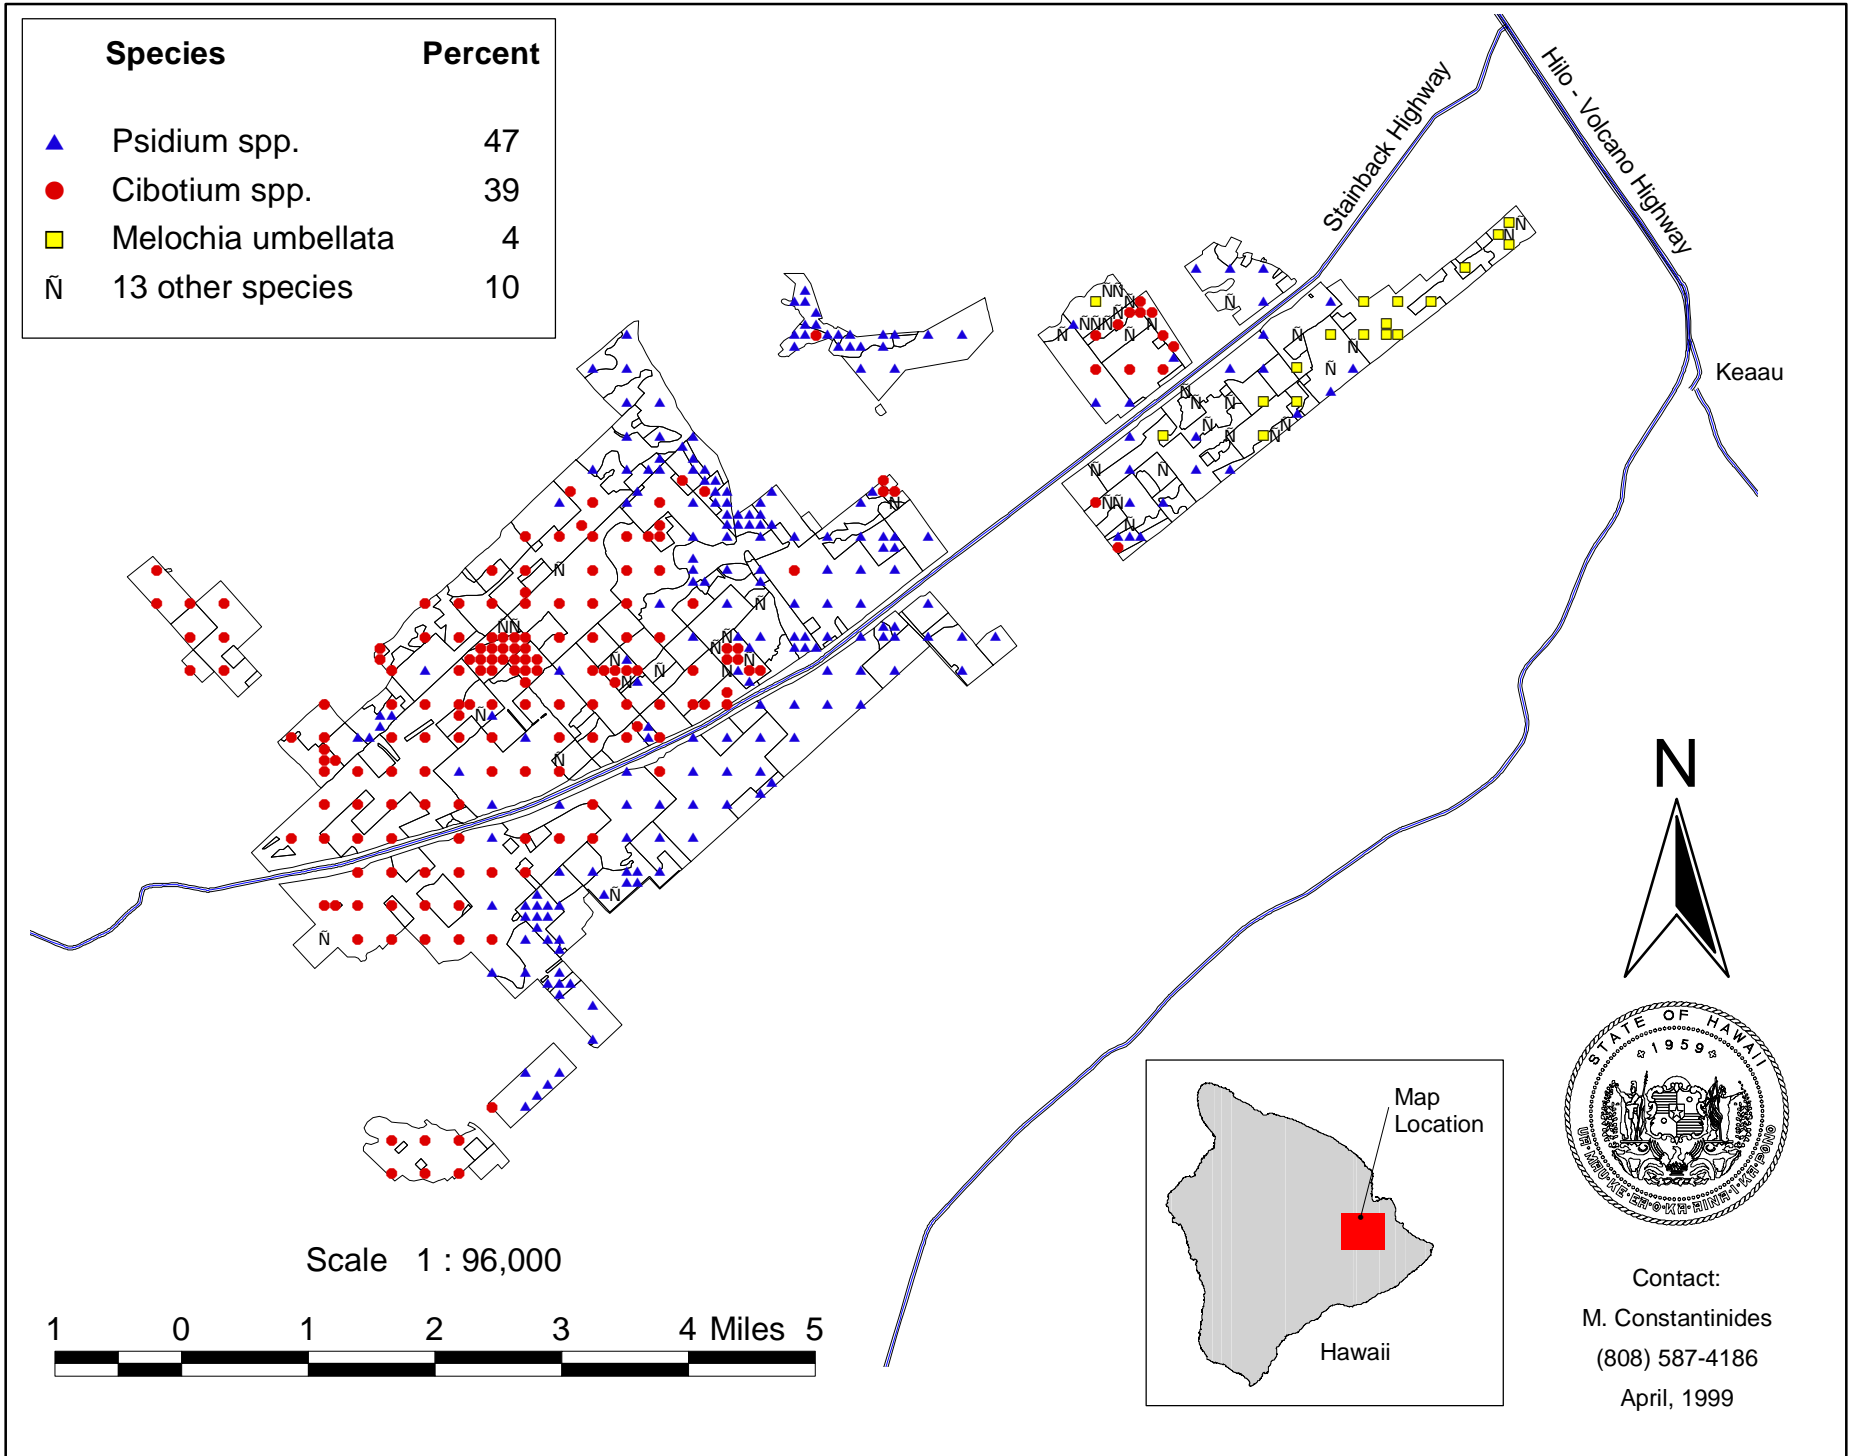 Species Percent
Psidium spp. 47
Cibotium spp. 39
Melochia umbellata 4
Ñ 13 other species 10
Stainback Highway
Hilo - Volcano Highway
Keaau
N
STATE OF HAWAII
1959
Map
Location
Hawaii
Scale 1 : 96,000
1 0 1 2 3 4 Miles 5
Contact:
M. Constantinides
(808) 587-4186
April, 1999